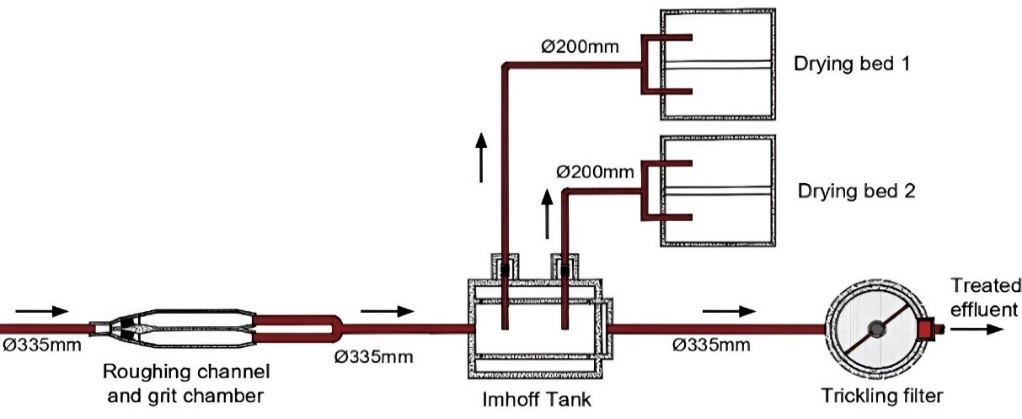 Ø200mm
Drying bed 1
Ø200mm
Drying bed 2
Ø335mm
Roughing channel
and grit chamber
Ø335mm
Imhoff Tank
Ø335mm
Trickling filter
Treated
effluent